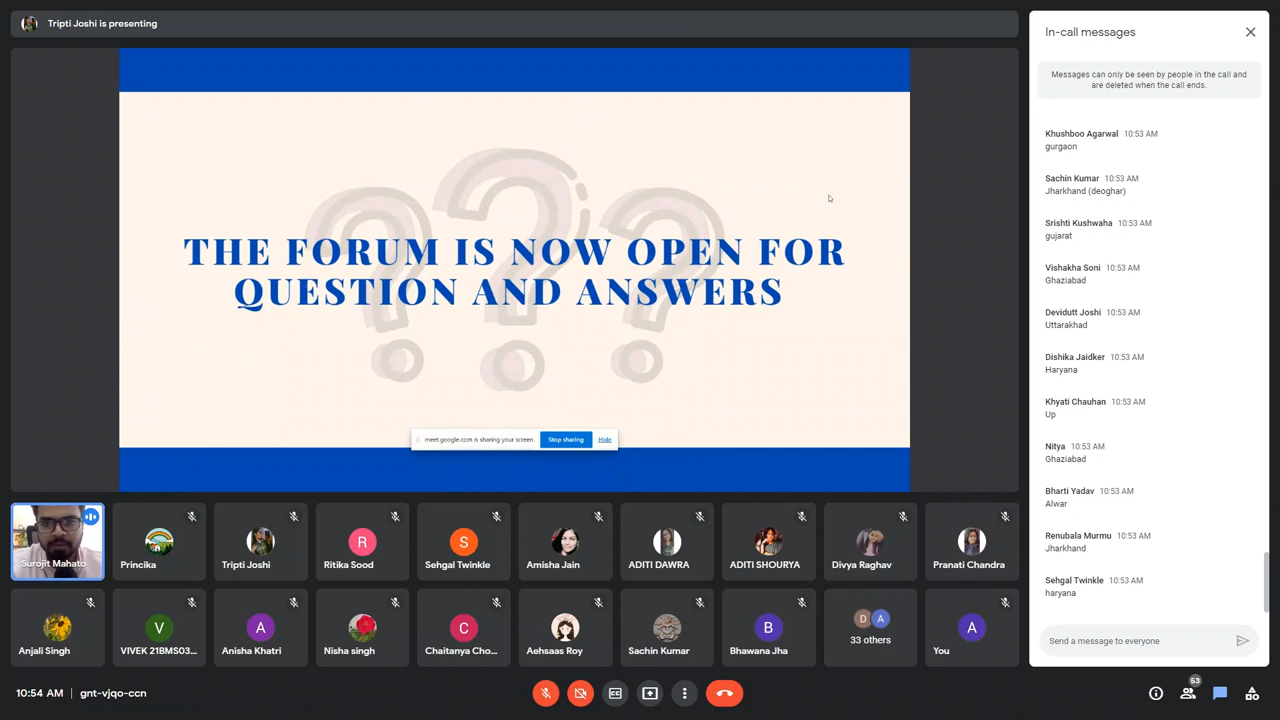 Tripti Joshi is presenting
THE FORUM IS NOW OPEN FOR
QUESTION AND ANSWERS
meet.google.com is sharing your screen.
Stop sharing
Hide
In-call messages
Messages can only be seen by people in the call and
are deleted when the call ends.
Khushboo Agarwal 10:53 AM
gurgaon
Sachin Kumar 10:53 AM
Jharkhand (deoghar)
Srishti Kushwaha 10:53 AM
gujarat
Vishakha Soni 10:53 AM
Ghaziabad
Devidutt Joshi 10:53 AM
Uttarakhad
Dishika Jaidker 10:53 AM
Haryana
Khyati Chauhan 10:53 AM
Up
Nitya 10:53 AM
Ghaziabad
Bharti Yadav 10:53 AM
Alwar
Renubala Murmu 10:53 AM
Jharkhand
Sehgal Twinkle 10:53 AM
haryana
Send a message to everyone
Surojit Mahato
Princika
Tripti Joshi
R
Ritika Sood
S
Sehgal Twinkle
Amisha Jain
ADITI DAWRA
ADITI SHOURYA
Divya Raghav
Pranati Chandra
Anjali Singh
V
VIVEK 21BMS03...
A
Anisha Khatri
Nisha singh
C
Chaitanya Cho...
Aehsaas Roy
Sachin Kumar
B
Bhawana Jha
D A
33 others
A
You
10:54 AM | gnt-vjqo-ccn
53